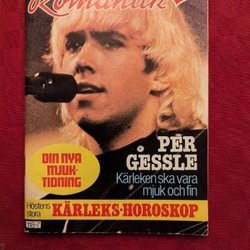 Romantik
DIN NYA
MJUK-
TIDNING
PER
GESSLE
Kärleken ska vara
mjuk och fin
Höstens
stora
KÄRLEKS-HOROSKOP